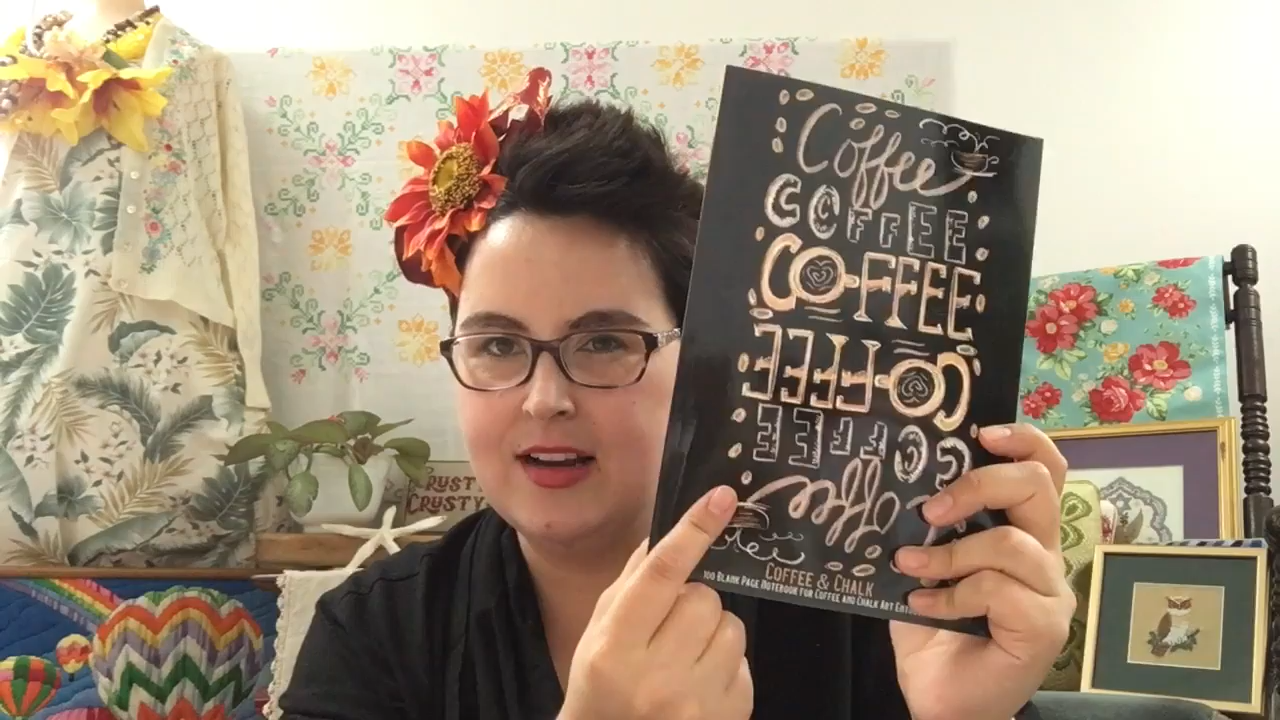 Coffee
COFFEE
COFFEE
COFFEE
COFFEE
Coffee
COFFEE & CHALK
100 BLANK PAGE NOTEBOOK FOR COFFEE AND CHALK ART
CRUSTY